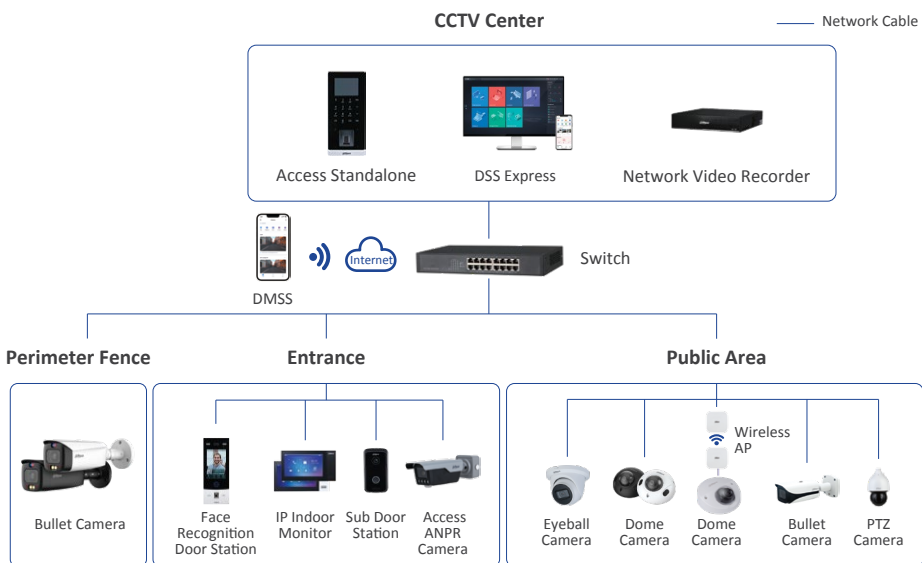 CCTV Center
Network Cable
Access Standalone
DSS Express
Network Video Recorder
Internet
Switch
DMSS
Perimeter Fence
Entrance
Public Area
Wireless
AP
Bullet Camera
Face
Recognition
Door Station
IP Indoor
Monitor
Sub Door
Station
Access
ANPR
Camera
Eyeball
Camera
Dome
Camera
Dome
Camera
Bullet
Camera
PTZ
Camera